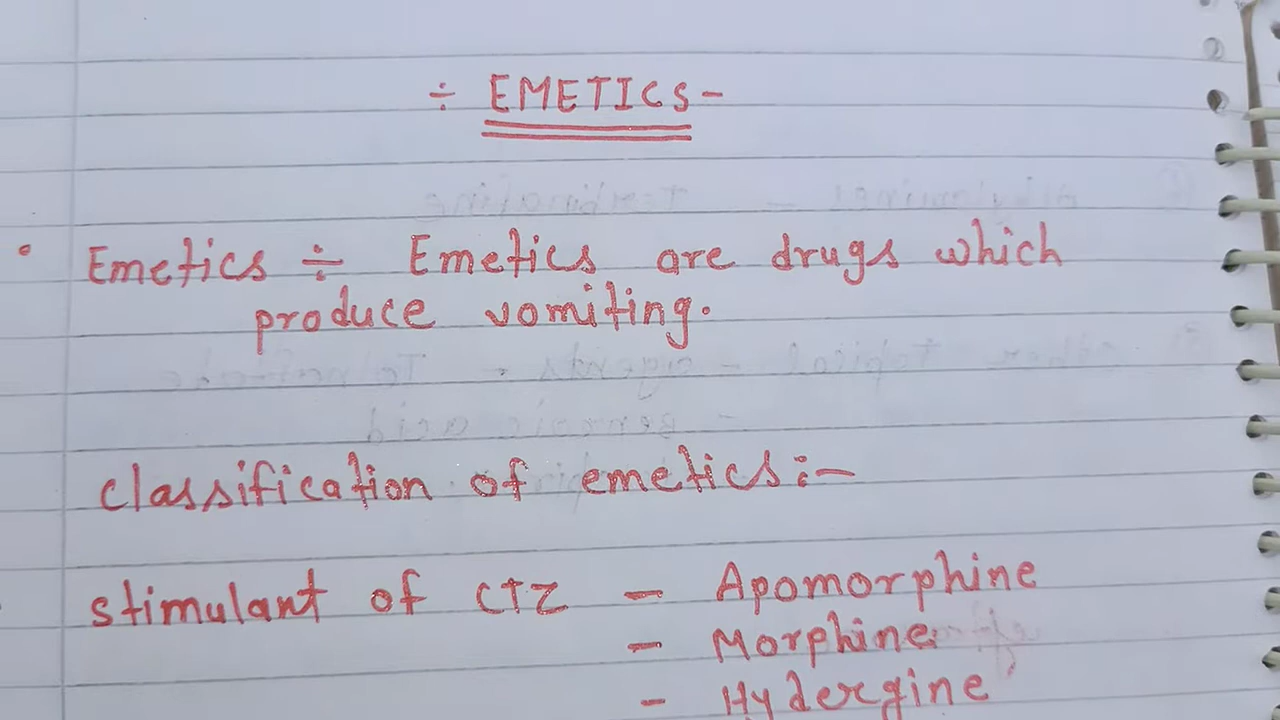 ÷ EMETICS-
• Emetics ÷ Emetics are drugs which
produce vomiting.
classification of emetics:-
stimulant of CTZ - Apomorphine
- Morphine
- Hydergine